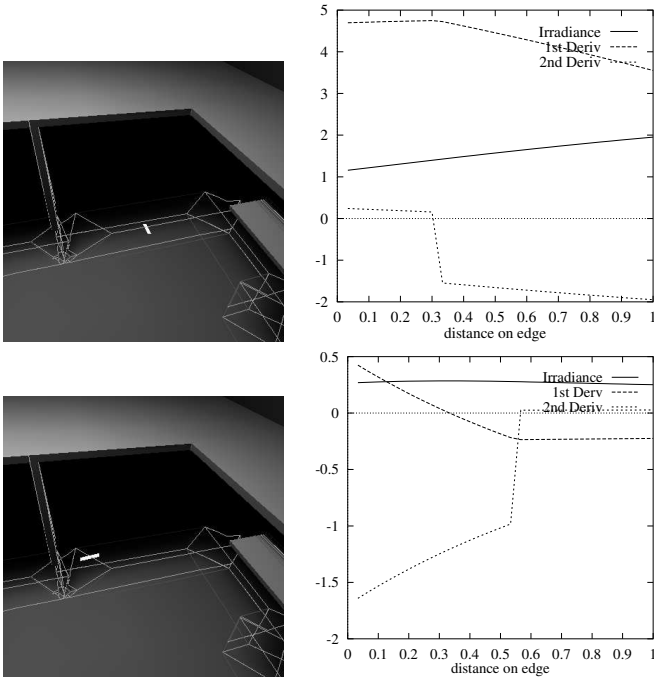 5
4
3
2
1
0
-1
-2
Irradiance
1st Deriv
2nd Deriv
0 0.1 0.2 0.3 0.4 0.5 0.6 0.7 0.8 0.9 1
distance on edge
0.5
0
-0.5
-1
-1.5
-2
Irradiance
1st Derv
2nd Deriv
0 0.1 0.2 0.3 0.4 0.5 0.6 0.7 0.8 0.9 1
distance on edge